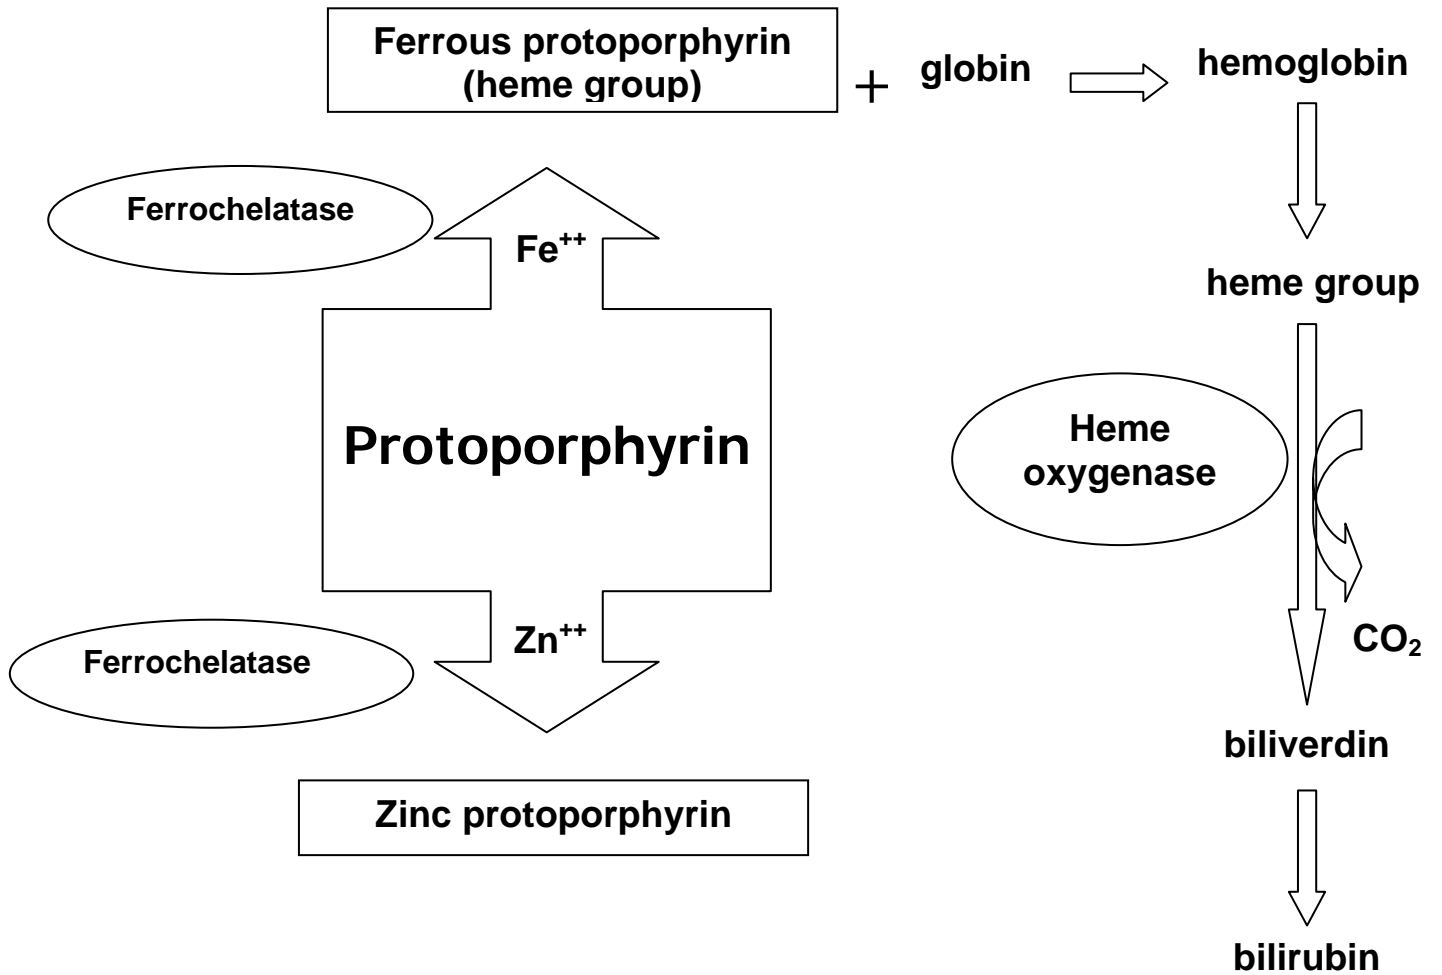 Ferrous protoporphyrin
(heme group)
+
globin
hemoglobin
Ferrochelatase
Fe⁺⁺
heme group
Protoporphyrin
Heme
oxygenase
Zn⁺⁺
CO₂
Ferrochelatase
biliverdin
Zinc protoporphyrin
bilirubin